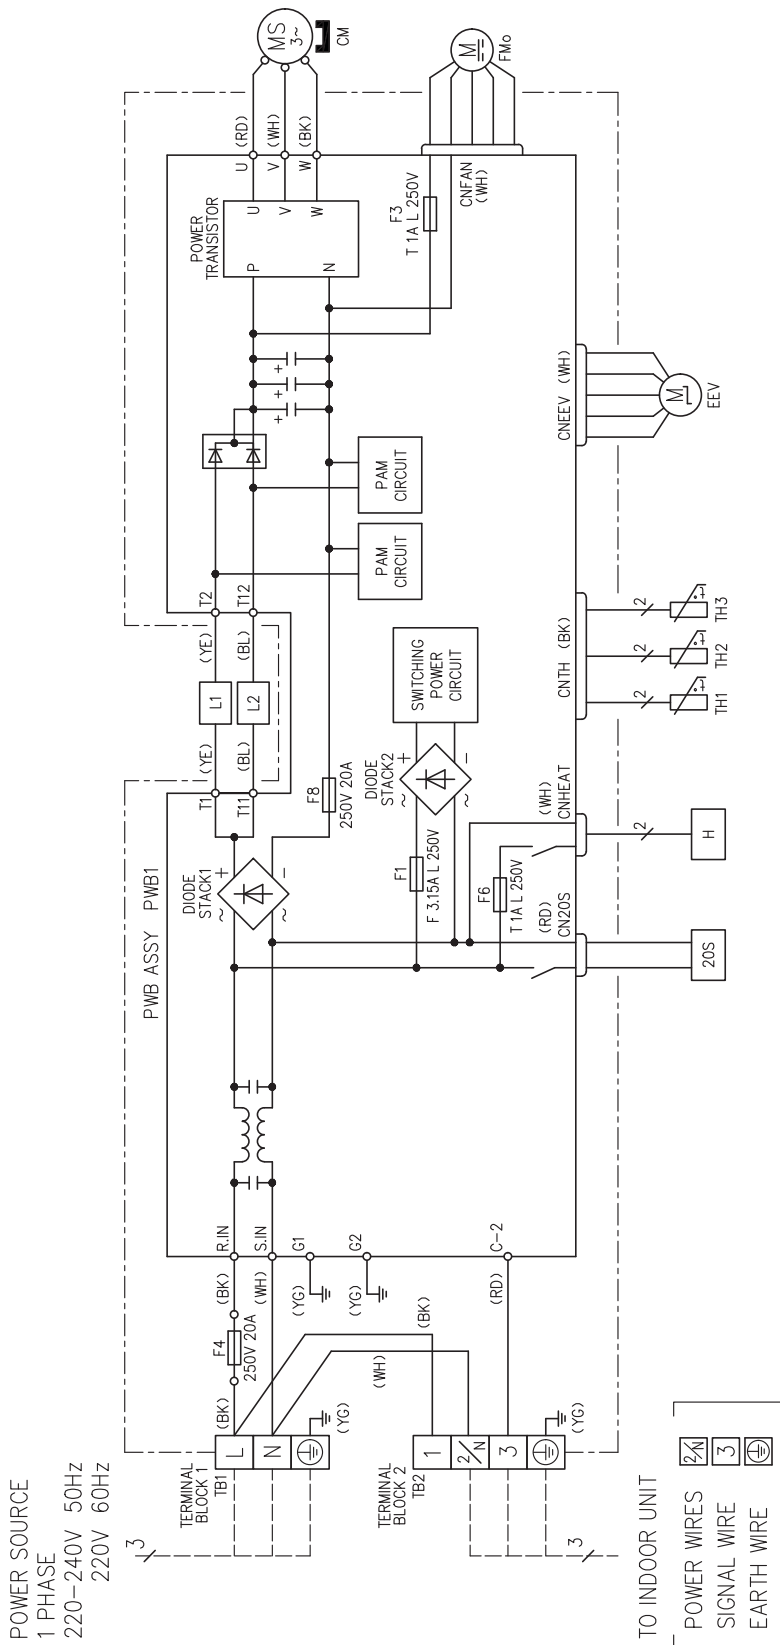 POWER SOURCE
1 PHASE
220-240V 50Hz
220V 60Hz
3
TERMINAL
BLOCK 1
TB1
L
N
(YG)
(BK)
F4
250V 20A
(BK)
(WH)
R.IN
S.IN
G1
(YG)
G2
(YG)
(BK)
(WH)
(RD)
C-2
TERMINAL
BLOCK 2
TB2
1
2/N
3
(YG)
3
TO INDOOR UNIT
POWER WIRES
2/N
SIGNAL WIRE
3
EARTH WIRE
PWB ASSY PWB1
DIODE
STACK1
~
+
~
-
T1
T11
(YE)
(BL)
L1
L2
(YE)
(BL)
T2
T12
F8
250V 20A
DIODE
STACK2
~
+
~
-
F1
F 3.15A L 250V
SWITCHING
POWER
CIRCUIT
F6
T 1A L 250V
(RD)
CN20S
20S
(WH)
CNHEAT
2
H
CNTH (BK)
2
2
2
t°
t°
t°
TH1
TH2
TH3
PAM
CIRCUIT
PAM
CIRCUIT
+
+
+
POWER
TRANSISTOR
P
N
U
V
W
U
V
W
(RD)
(WH)
(BK)
MS
3~
CM
F3
T 1A L 250V
CNFAN
(WH)
M
FMo
CNEEV (WH)
M
EEV